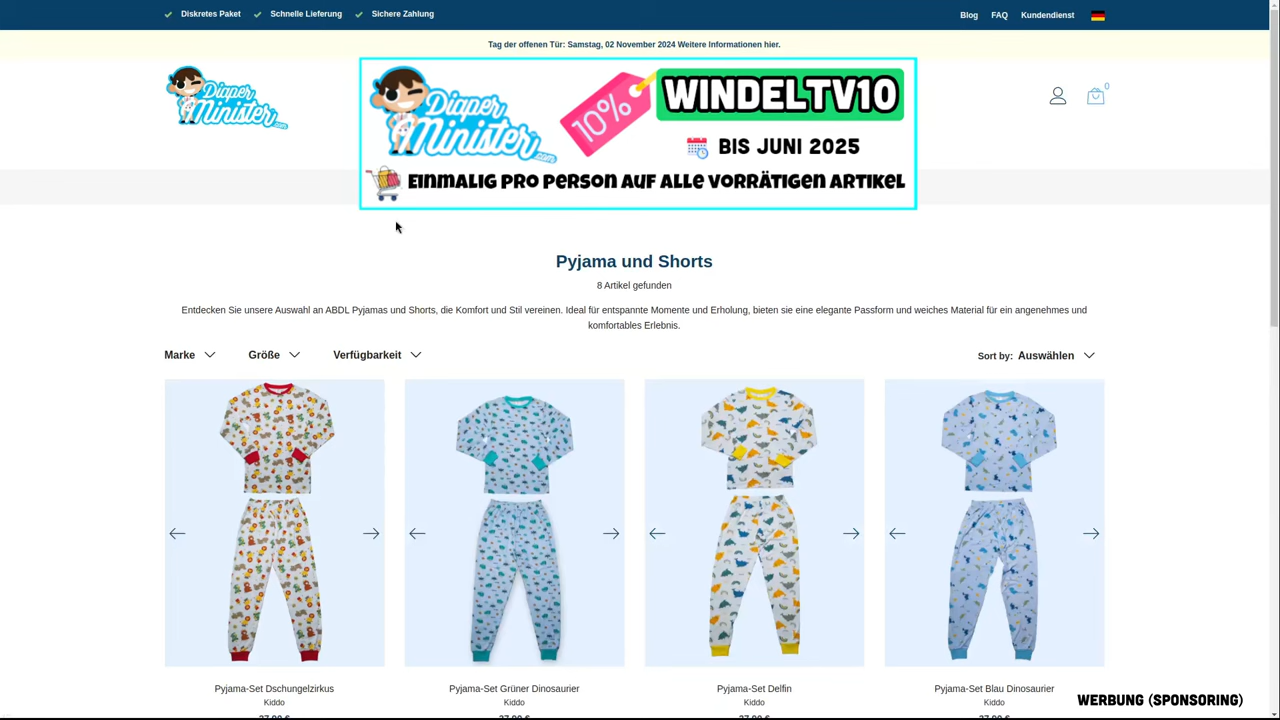 Diskretes Paket Schnelle Lieferung Sichere Zahlung
Blog FAQ Kundendienst
Tag der offenen Tür: Samstag, 02 November 2024 Weitere Informationen hier.
Diaper
Minister.com
Diaper
Minister.com
10%
WINDELTV10
BIS JUNI 2025
EINMALIG PRO PERSON AUF ALLE VORRÄTIGEN ARTIKEL
0
Pyjama und Shorts
8 Artikel gefunden
Entdecken Sie unsere Auswahl an ABDL Pyjamas und Shorts, die Komfort und Stil vereinen. Ideal für entspannte Momente und Erholung, bieten sie eine elegante Passform und weiches Material für ein angenehmes und
komfortables Erlebnis.
Marke Größe Verfügbarkeit
Sort by: Auswählen
Pyjama-Set Dschungelzirkus
Kiddo
Pyjama-Set Grüner Dinosaurier
Kiddo
Pyjama-Set Delfin
Kiddo
Pyjama-Set Blau Dinosaurier
Kiddo
WERBUNG (SPONSORING)